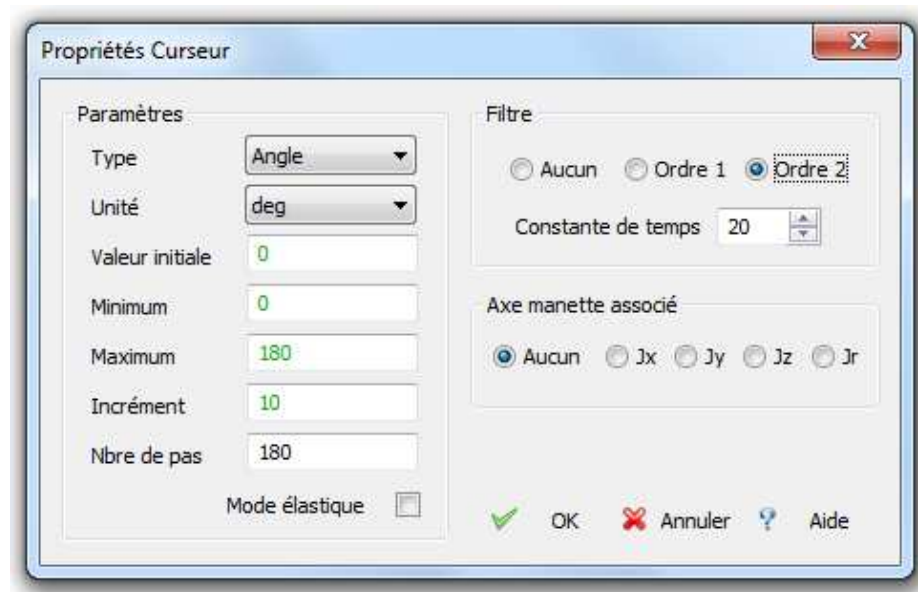 Propriétés Curseur
Paramètres
Type Angle
Unité deg
Valeur initiale 0
Minimum 0
Maximum 180
Incrément 10
Nbre de pas 180
Mode élastique
Filtre
Aucun Ordre 1 Ordre 2
Constante de temps 20
Axe manette associé
Aucun Jx Jy Jz Jr
OK Annuler Aide